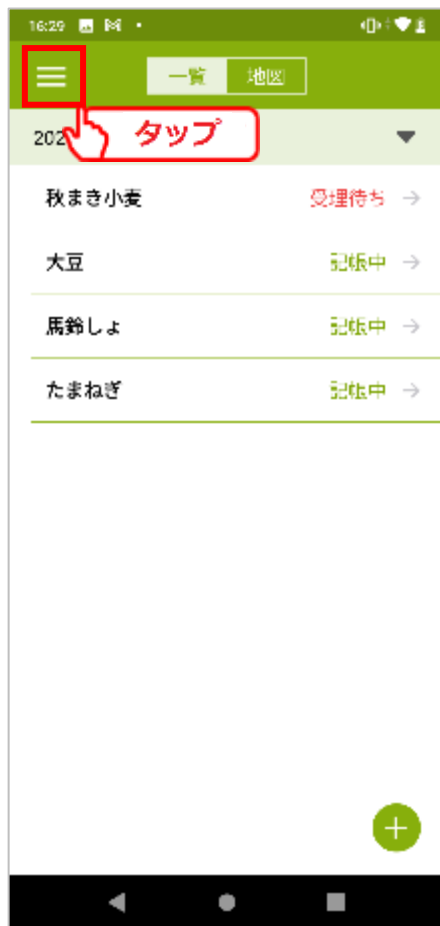 16:29
一覧 地図
202
タップ
秋まき小麦 受理待ち
大豆 記帳中
馬鈴しょ 記帳中
たまねぎ 記帳中